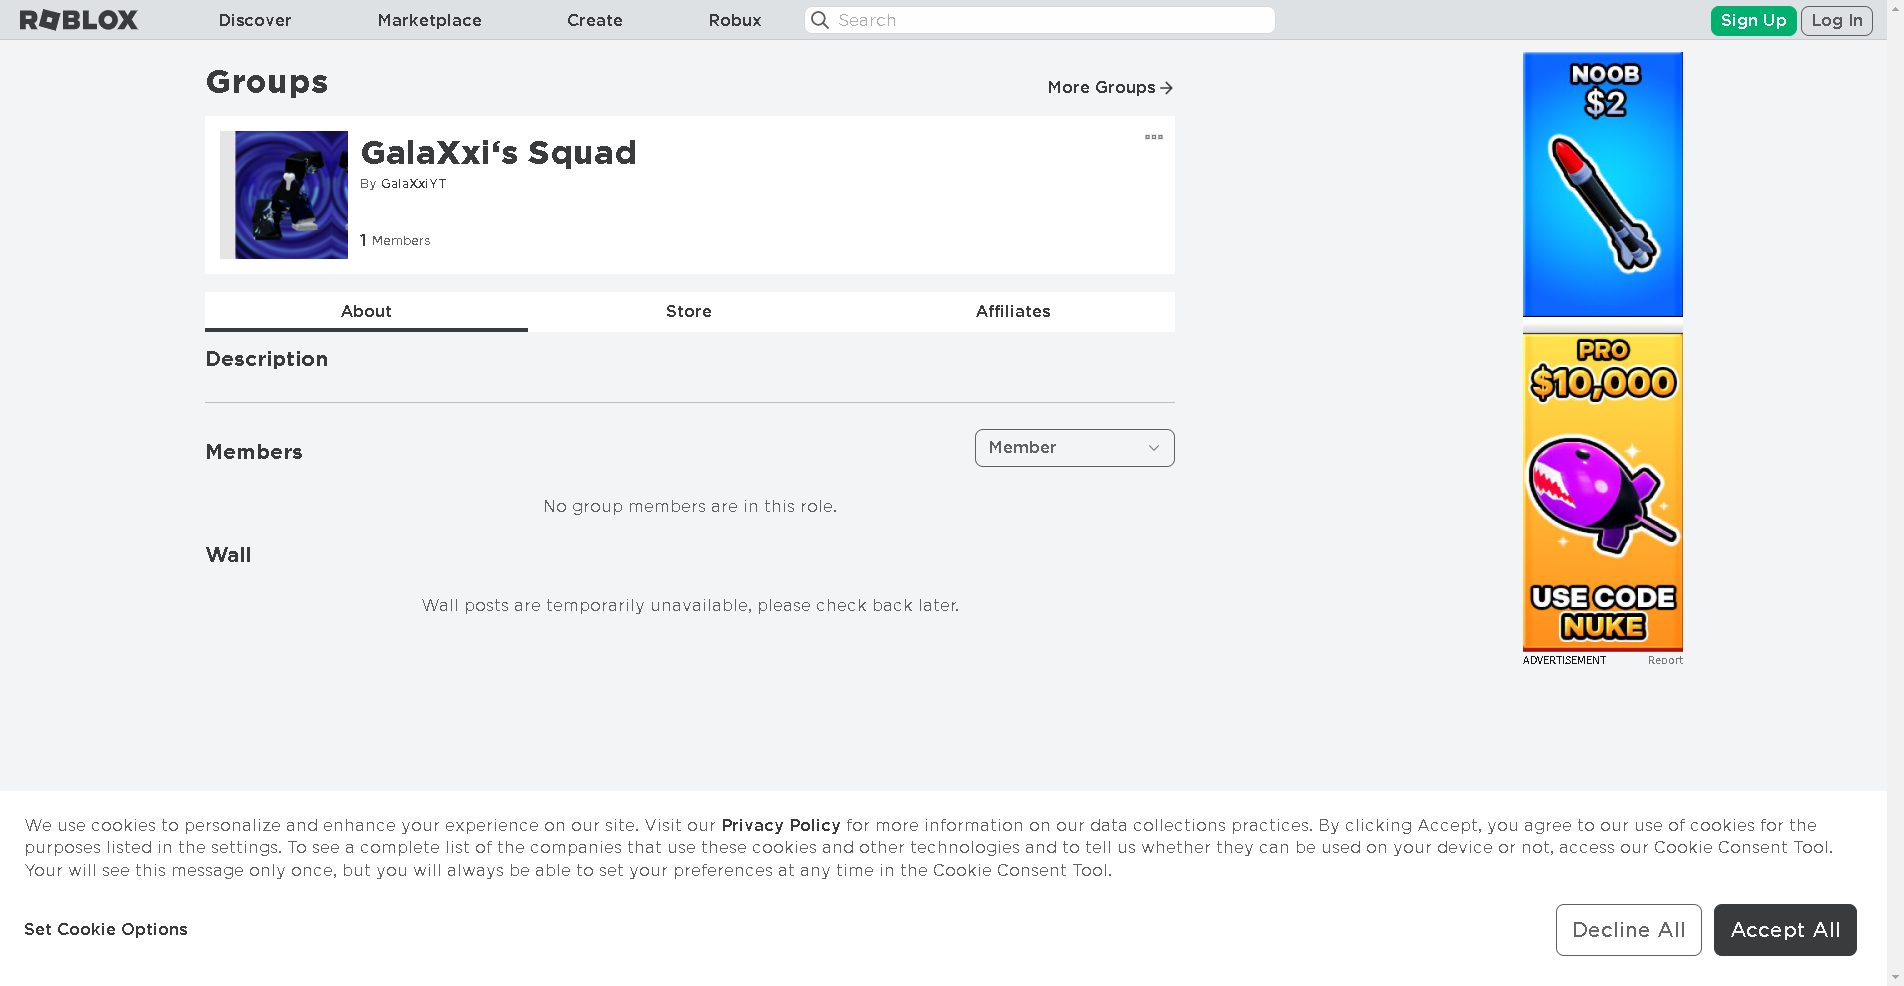 ROBLOX
Discover
Marketplace
Create
Robux
Search
Sign Up
Log In
Groups
More Groups
GalaXxi‘s Squad
By GalaXxiYT
1 Members
About
Store
Affiliates
Description
Members
Member
No group members are in this role.
Wall
Wall posts are temporarily unavailable, please check back later.
NOOB
$2
PRO
$10,000
USE CODE
NUKE
ADVERTISEMENT
Report
We use cookies to personalize and enhance your experience on our site. Visit our Privacy Policy for more information on our data collections practices. By clicking Accept, you agree to our use of cookies for the
purposes listed in the settings. To see a complete list of the companies that use these cookies and other technologies and to tell us whether they can be used on your device or not, access our Cookie Consent Tool.
Your will see this message only once, but you will always be able to set your preferences at any time in the Cookie Consent Tool.
Set Cookie Options
Decline All
Accept All